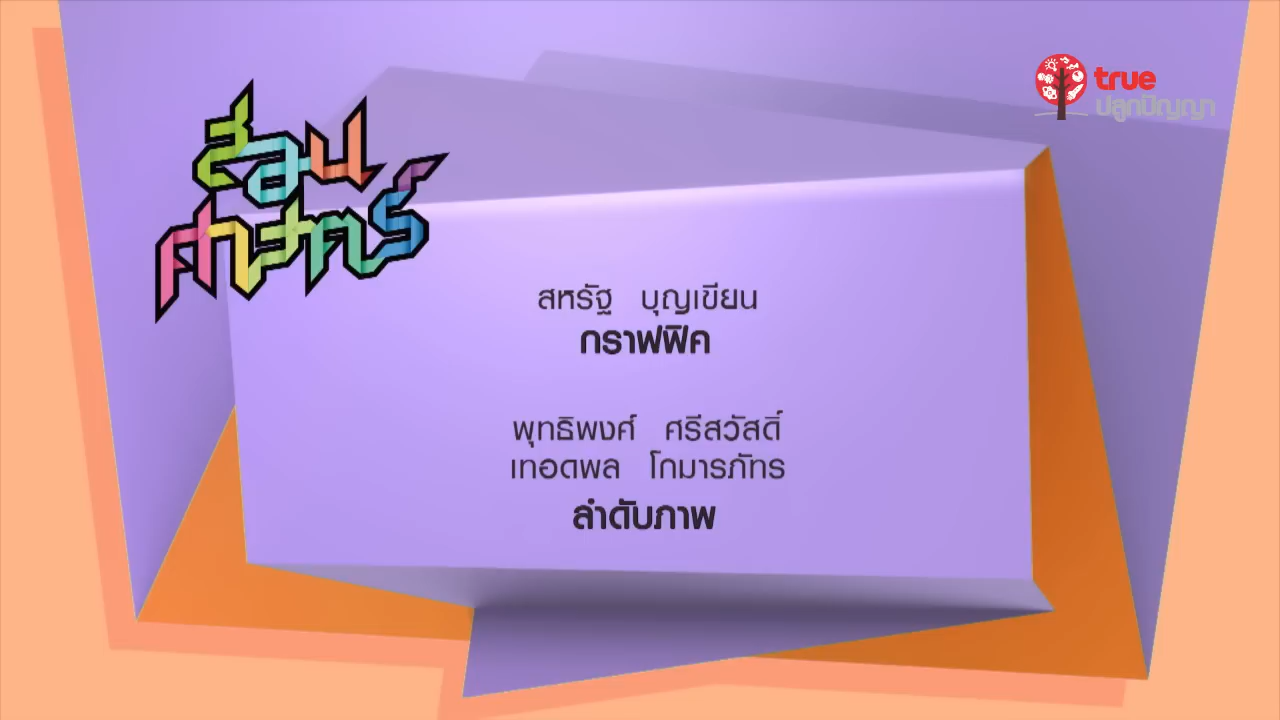 true
ปลูกปัญญา
สอน
ศาสตร์
สหรัฐ บุญเขียน
กราฟฟิค
พุทธิพงศ์ ศรีสวัสดิ์
เทอดพล โกมารภัทร
ลำดับภาพ